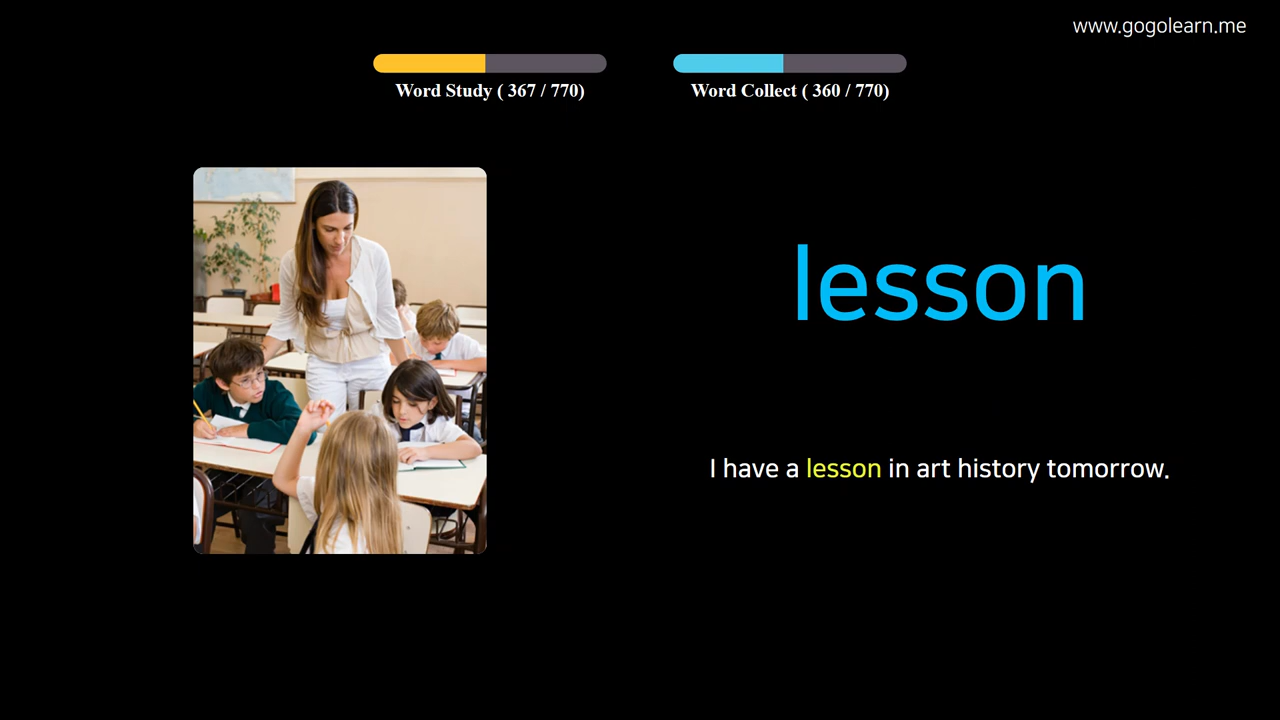 www.gogolearn.me
Word Study ( 367 / 770)
Word Collect ( 360 / 770)
lesson
I have a lesson in art history tomorrow.